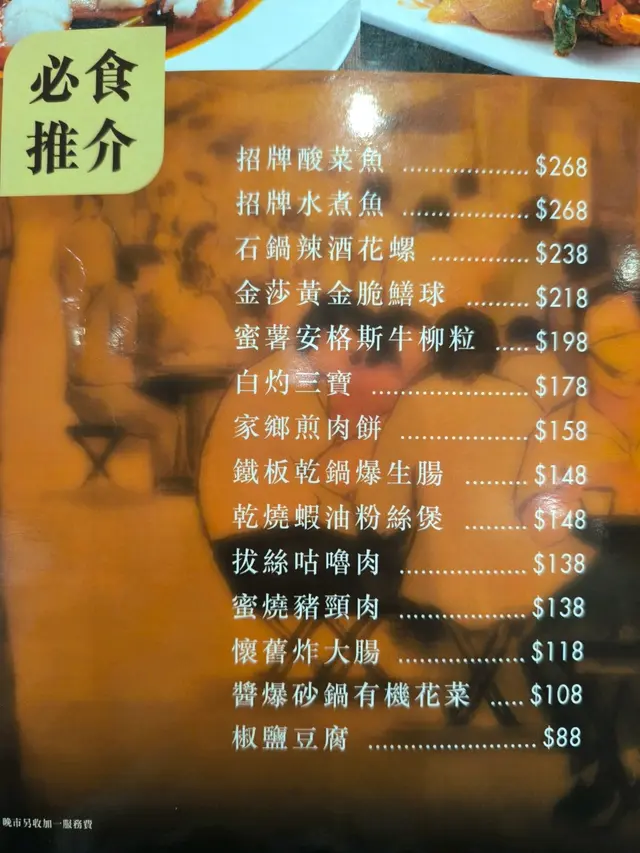 必食
推介
招牌酸菜魚 .................. $268
招牌水煮魚 .................. $268
石鍋辣酒花螺 .............. $238
金莎黃金脆鱔球 ......... $218
蜜薯安格斯牛柳粒 ..... $198
白灼三寶 ....................... $178
家鄉煎肉餅 ................... $158
鐵板乾鍋爆生腸 ......... $148
乾燒蝦油粉絲煲 ......... $148
拔絲咕嚕肉 .................. $138
蜜燒豬頸肉 .................. $138
懷舊炸大腸 .................. $118
醬爆砂鍋有機花菜 ..... $108
椒鹽豆腐 ........................ $88
晚市另收加一服務費